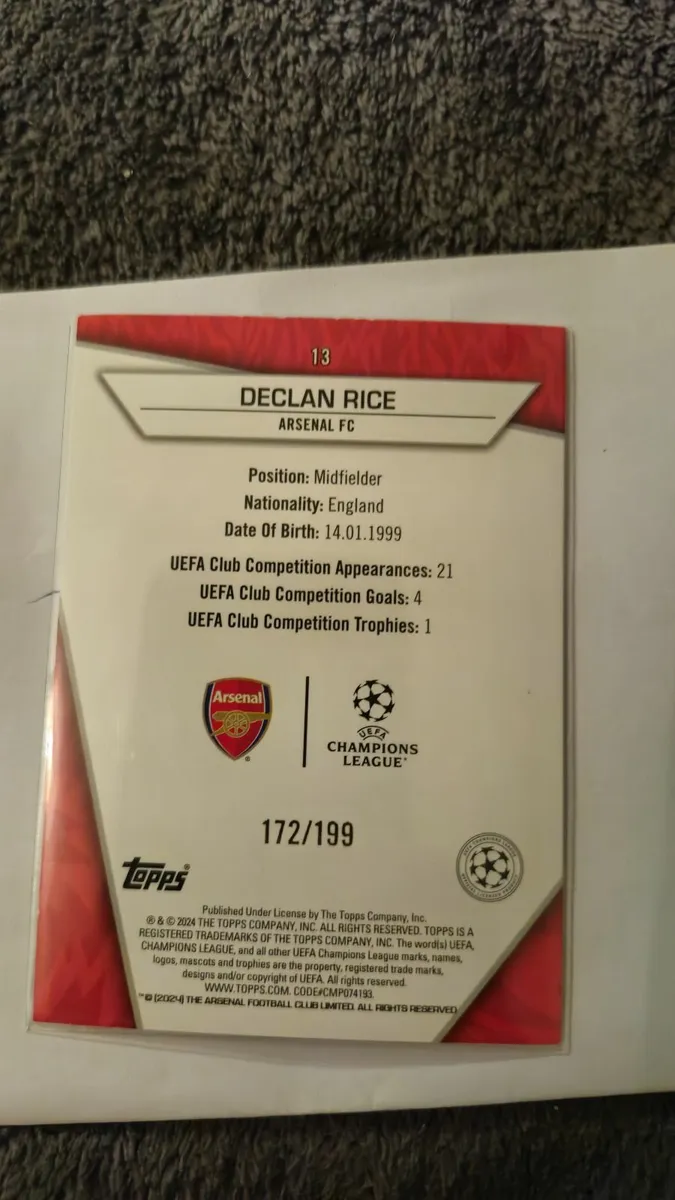 13
DECLAN RICE
ARSENAL FC
Position: Midfielder
Nationality: England
Date Of Birth: 14.01.1999
UEFA Club Competition Appearances: 21
UEFA Club Competition Goals: 4
UEFA Club Competition Trophies: 1
Arsenal
®
UEFA
CHAMPIONS
LEAGUE®
172/199
Topps®
Published Under License by The Topps Company, Inc.
® & © 2024 THE TOPPS COMPANY, INC. ALL RIGHTS RESERVED. TOPPS IS A
REGISTERED TRADEMARKS OF THE TOPPS COMPANY, INC. The word(s) UEFA,
CHAMPIONS LEAGUE, and all other UEFA Champions League marks, names,
logos, mascots and trophies are the property, registered trade marks,
designs and/or copyright of UEFA. All rights reserved.
WWW.TOPPS.COM. CODE#CMP074193.
™© (2024) THE ARSENAL FOOTBALL CLUB LIMITED. ALL RIGHTS RESERVED